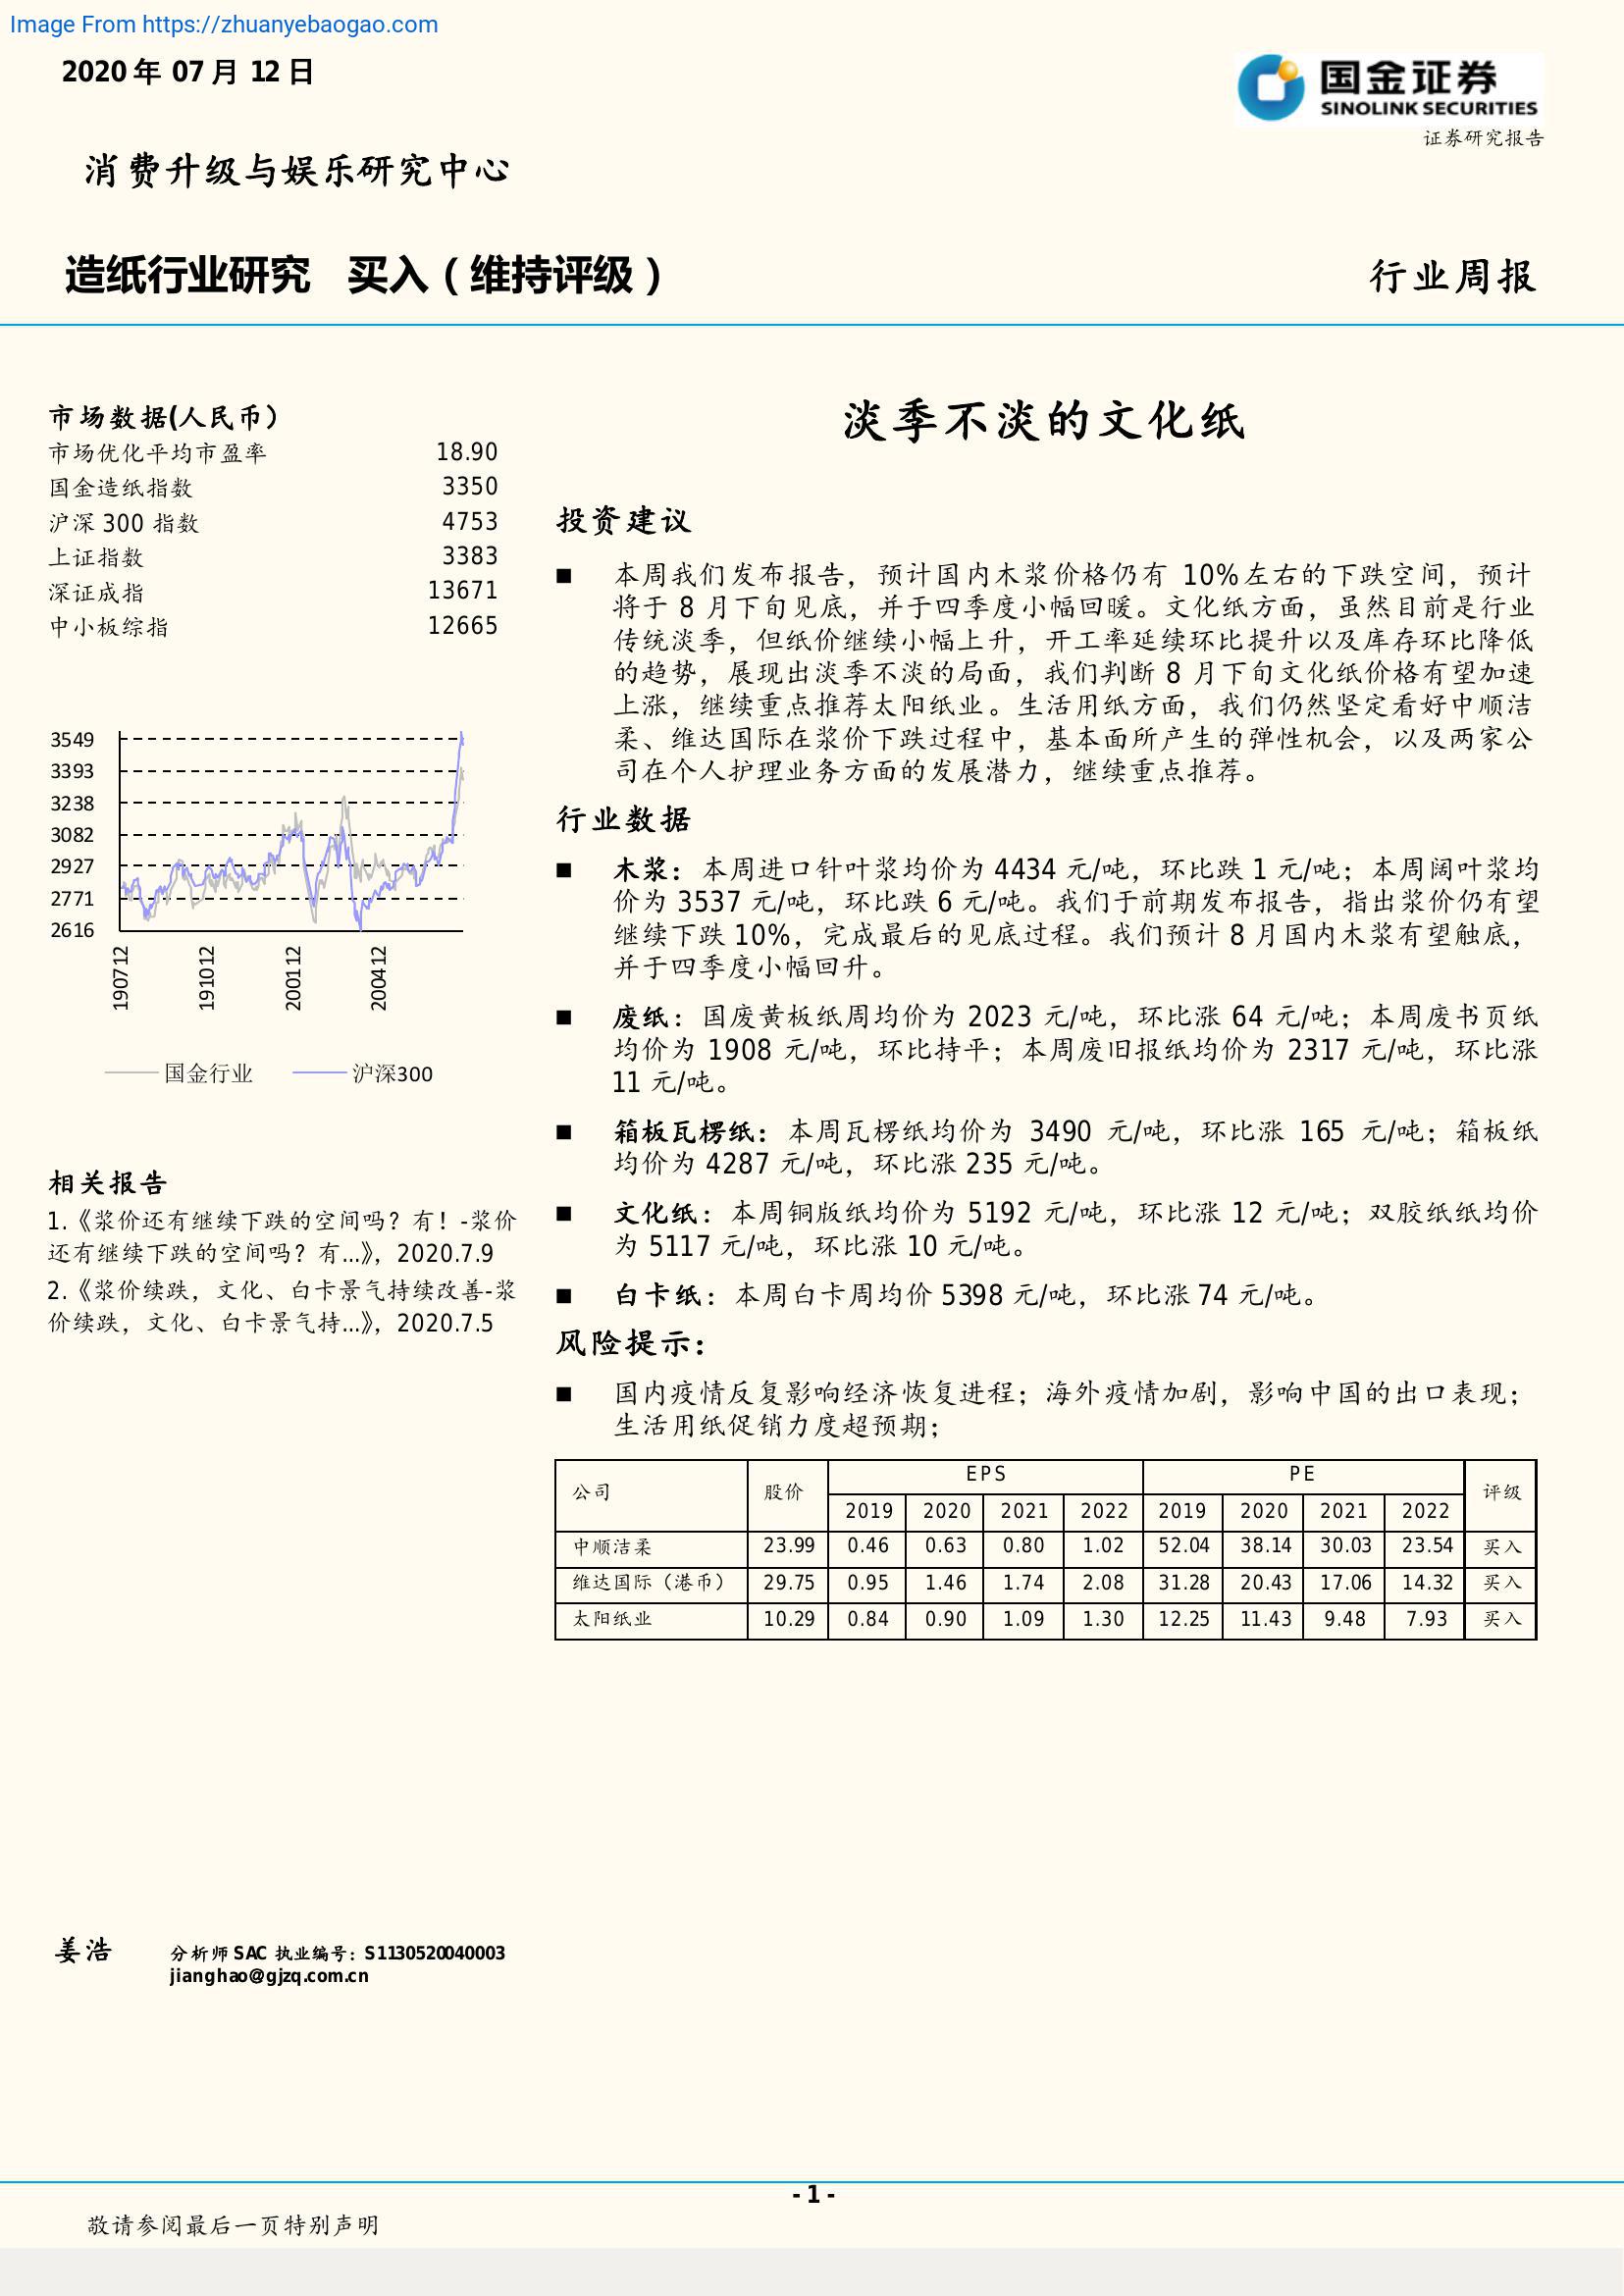 Image From https://zhuanyebaogao.com
2020 年 07 月 12 日
国金证券
SINOLINK SECURITIES
证券研究报告
消费升级与娱乐研究中心
造纸行业研究 买入（维持评级）
行业周报
市场数据(人民币）
市场优化平均市盈率 18.90
国金造纸指数 3350
沪深 300 指数 4753
上证指数 3383
深证成指 13671
中小板综指 12665
3549
3393
3238
3082
2927
2771
2616
190712
191012
200112
200412
国金行业 沪深300
相关报告
1.《浆价还有继续下跌的空间吗？有！-浆价
还有继续下跌的空间吗？有...》，2020.7.9
2.《浆价续跌，文化、白卡景气持续改善-浆
价续跌，文化、白卡景气持...》，2020.7.5
淡季不淡的文化纸
投资建议
■ 本周我们发布报告，预计国内木浆价格仍有 10%左右的下跌空间，预计
将于 8 月下旬见底，并于四季度小幅回暖。文化纸方面，虽然目前是行业
传统淡季，但纸价继续小幅上升，开工率延续环比提升以及库存环比降低
的趋势，展现出淡季不淡的局面，我们判断 8 月下旬文化纸价格有望加速
上涨，继续重点推荐太阳纸业。生活用纸方面，我们仍然坚定看好中顺洁
柔、维达国际在浆价下跌过程中，基本面所产生的弹性机会，以及两家公
司在个人护理业务方面的发展潜力，继续重点推荐。
行业数据
■ 木浆：本周进口针叶浆均价为 4434 元/吨，环比跌 1 元/吨；本周阔叶浆均
价为 3537 元/吨，环比跌 6 元/吨。我们于前期发布报告，指出浆价仍有望
继续下跌 10%，完成最后的见底过程。我们预计 8 月国内木浆有望触底，
并于四季度小幅回升。
■ 废纸：国废黄板纸周均价为 2023 元/吨，环比涨 64 元/吨；本周废书页纸
均价为 1908 元/吨，环比持平；本周废旧报纸均价为 2317 元/吨，环比涨
11 元/吨。
■ 箱板瓦楞纸：本周瓦楞纸均价为 3490 元/吨，环比涨 165 元/吨；箱板纸
均价为 4287 元/吨，环比涨 235 元/吨。
■ 文化纸：本周铜版纸均价为 5192 元/吨，环比涨 12 元/吨；双胶纸纸均价
为 5117 元/吨，环比涨 10 元/吨。
■ 白卡纸：本周白卡周均价 5398 元/吨，环比涨 74 元/吨。
风险提示：
■ 国内疫情反复影响经济恢复进程；海外疫情加剧，影响中国的出口表现；
生活用纸促销力度超预期；
公司 股价 EPS PE 评级
2019 2020 2021 2022 2019 2020 2021 2022
中顺洁柔 23.99 0.46 0.63 0.80 1.02 52.04 38.14 30.03 23.54 买入
维达国际（港币） 29.75 0.95 1.46 1.74 2.08 31.28 20.43 17.06 14.32 买入
太阳纸业 10.29 0.84 0.90 1.09 1.30 12.25 11.43 9.48 7.93 买入
姜浩 分析师 SAC 执业编号：S1130520040003
jianghao@gjzq.com.cn
- 1 -
敬请参阅最后一页特别声明